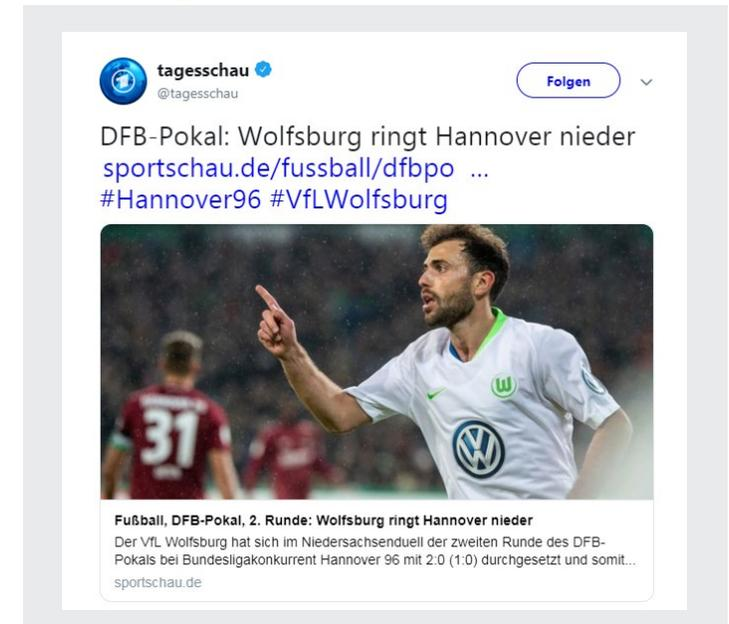 tagesschau
@tagesschau
Folgen
DFB-Pokal: Wolfsburg ringt Hannover nieder
sportschau.de/fussball/dfbpo ...
#Hannover96 #VfLWolfsburg
31
W
Fußball, DFB-Pokal, 2. Runde: Wolfsburg ringt Hannover nieder
Der VfL Wolfsburg hat sich im Niedersachsenduell der zweiten Runde des DFB-
Pokals bei Bundesligakonkurrent Hannover 96 mit 2:0 (1:0) durchgesetzt und somit...
sportschau.de